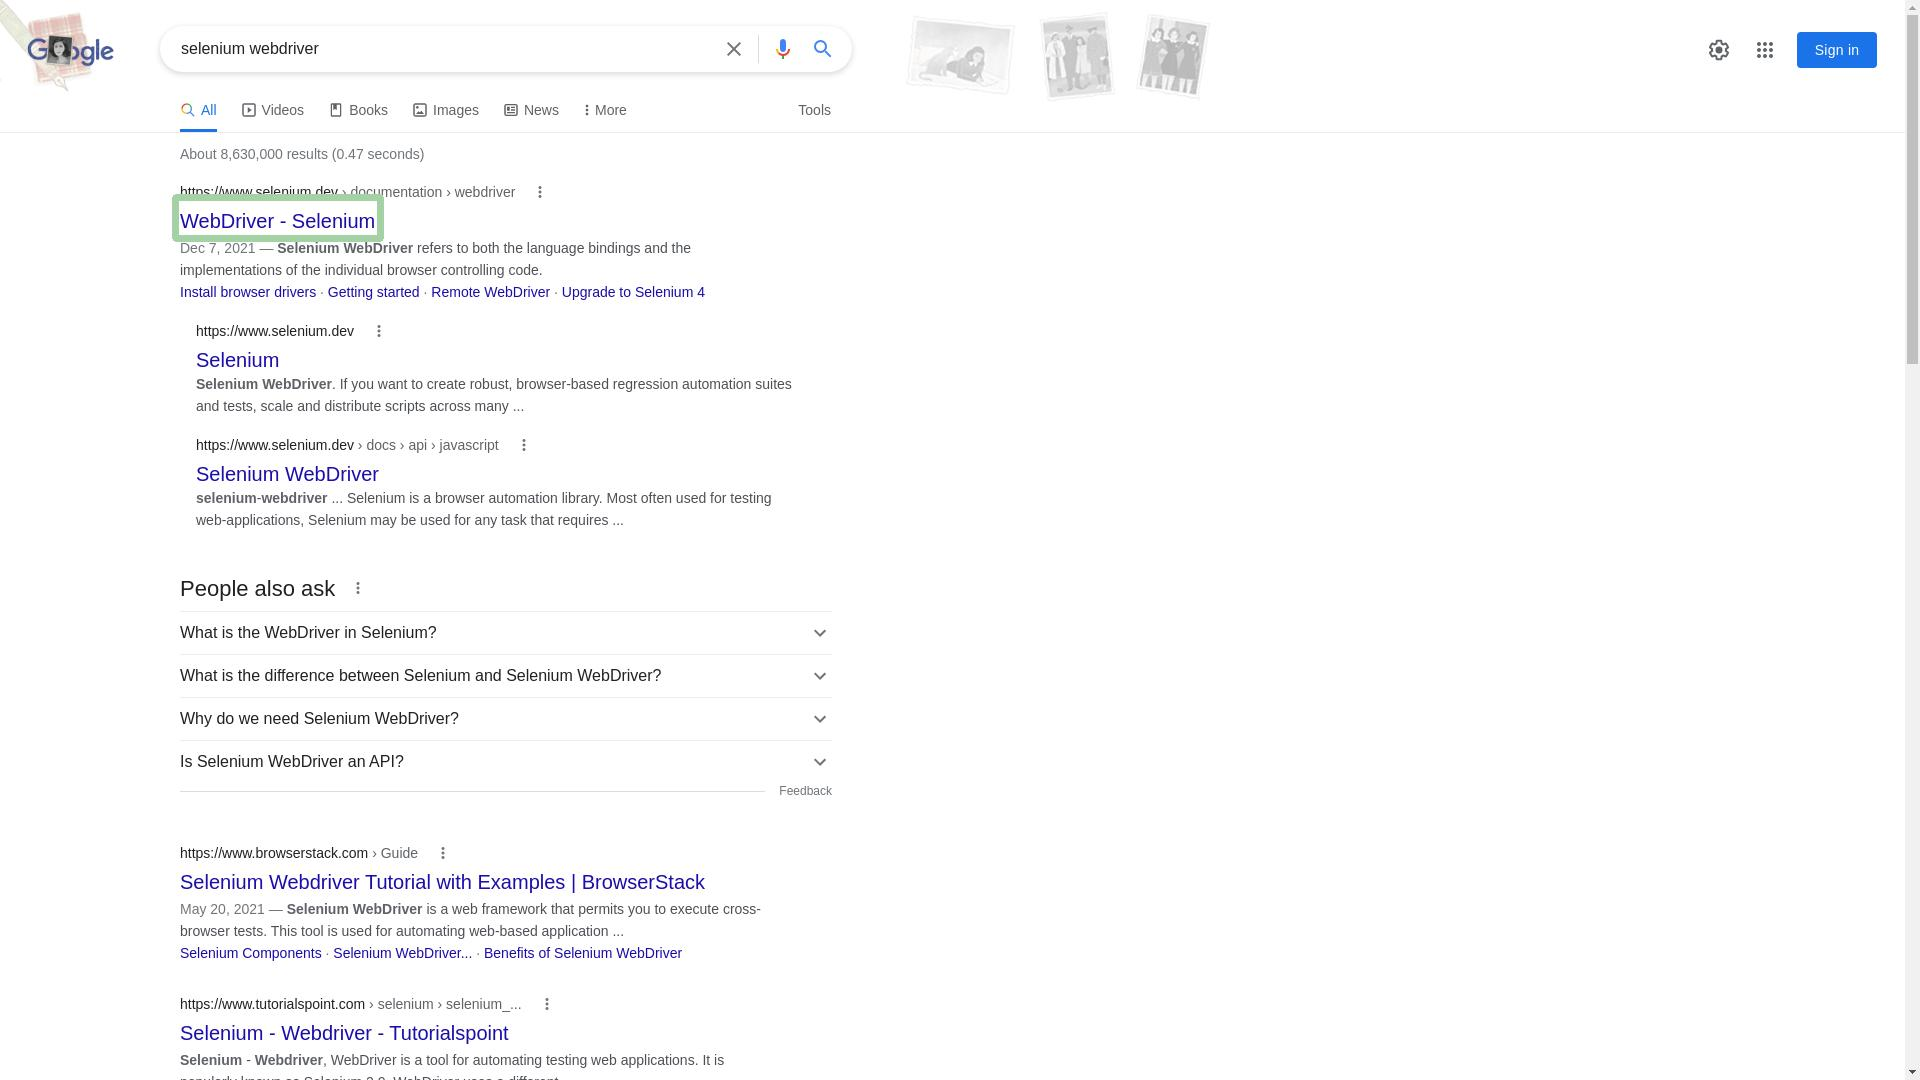 Google
selenium webdriver
Sign in
All Videos Books Images News More Tools
About 8,630,000 results (0.47 seconds)
https://www.selenium.dev › documentation › webdriver
WebDriver - Selenium
Dec 7, 2021 — Selenium WebDriver refers to both the language bindings and the
implementations of the individual browser controlling code.
Install browser drivers · Getting started · Remote WebDriver · Upgrade to Selenium 4
https://www.selenium.dev
Selenium
Selenium WebDriver. If you want to create robust, browser-based regression automation suites
and tests, scale and distribute scripts across many ...
https://www.selenium.dev › docs › api › javascript
Selenium WebDriver
selenium-webdriver ... Selenium is a browser automation library. Most often used for testing
web-applications, Selenium may be used for any task that requires ...
People also ask
What is the WebDriver in Selenium?
What is the difference between Selenium and Selenium WebDriver?
Why do we need Selenium WebDriver?
Is Selenium WebDriver an API?
Feedback
https://www.browserstack.com › Guide
Selenium Webdriver Tutorial with Examples | BrowserStack
May 20, 2021 — Selenium WebDriver is a web framework that permits you to execute cross-
browser tests. This tool is used for automating web-based application ...
Selenium Components · Selenium WebDriver... · Benefits of Selenium WebDriver
https://www.tutorialspoint.com › selenium › selenium_...
Selenium - Webdriver - Tutorialspoint
Selenium - Webdriver, WebDriver is a tool for automating testing web applications. It is
popularly known as Selenium 2.0. WebDriver uses a different